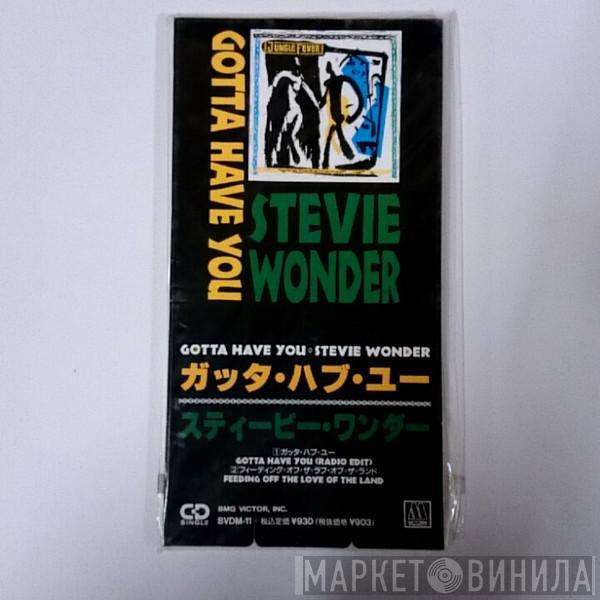 JUNGLE FEVER
GOTTA HAVE YOU
STEVIE
WONDER
GOTTA HAVE YOU・STEVIE WONDER
ガッタ・ハブ・ユー
スティービー・ワンダー
1 ガッタ・ハブ・ユー
GOTTA HAVE YOU (RADIO EDIT)
2 フィーディング・オフ・ザ・ラブ・オブ・ザ・ランド
FEEDING OFF THE LOVE OF THE LAND
CD
SINGLE
BMG VICTOR, INC.
BVDM-11・税込定価 ¥930 (税抜価格 ¥903)
M
МАРКЕТ ВИНИЛА